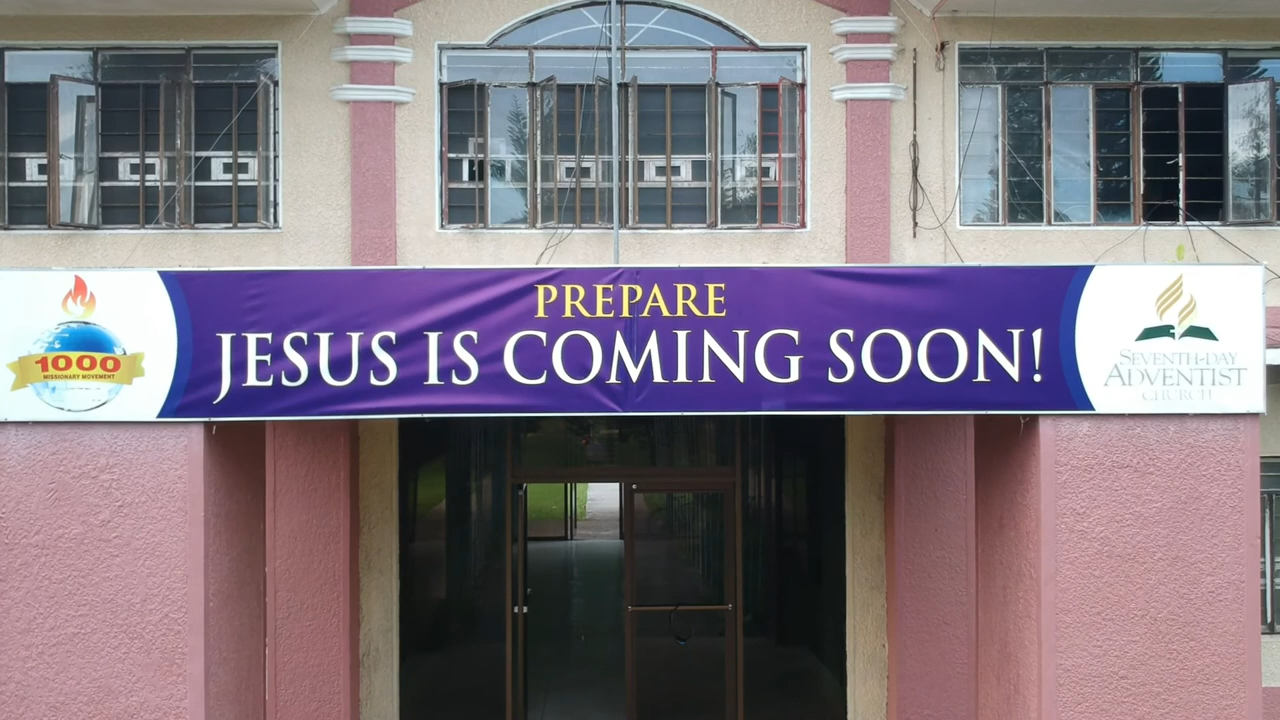 PREPARE
JESUS IS COMING SOON!
1000
MISSIONARY MOVEMENT
SEVENTH-DAY
ADVENTIST
CHURCH